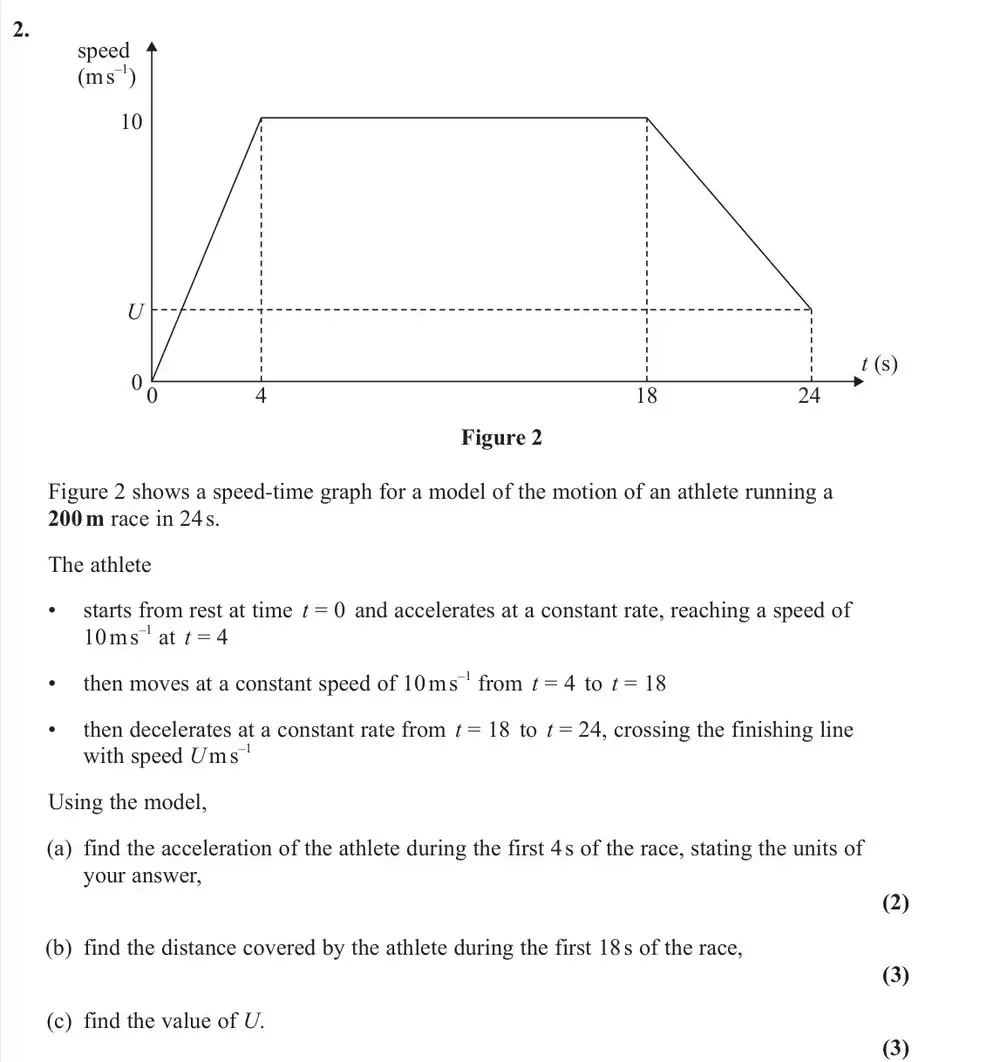 2.
speed
(m s⁻¹)
10
U
0
0
4
18
24
t (s)
Figure 2
Figure 2 shows a speed-time graph for a model of the motion of an athlete running a
200 m race in 24 s.
The athlete
• starts from rest at time t = 0 and accelerates at a constant rate, reaching a speed of
10 m s⁻¹ at t = 4
• then moves at a constant speed of 10 m s⁻¹ from t = 4 to t = 18
• then decelerates at a constant rate from t = 18 to t = 24, crossing the finishing line
with speed U m s⁻¹
Using the model,
(a) find the acceleration of the athlete during the first 4 s of the race, stating the units of
your answer,
(2)
(b) find the distance covered by the athlete during the first 18 s of the race,
(3)
(c) find the value of U.
(3)